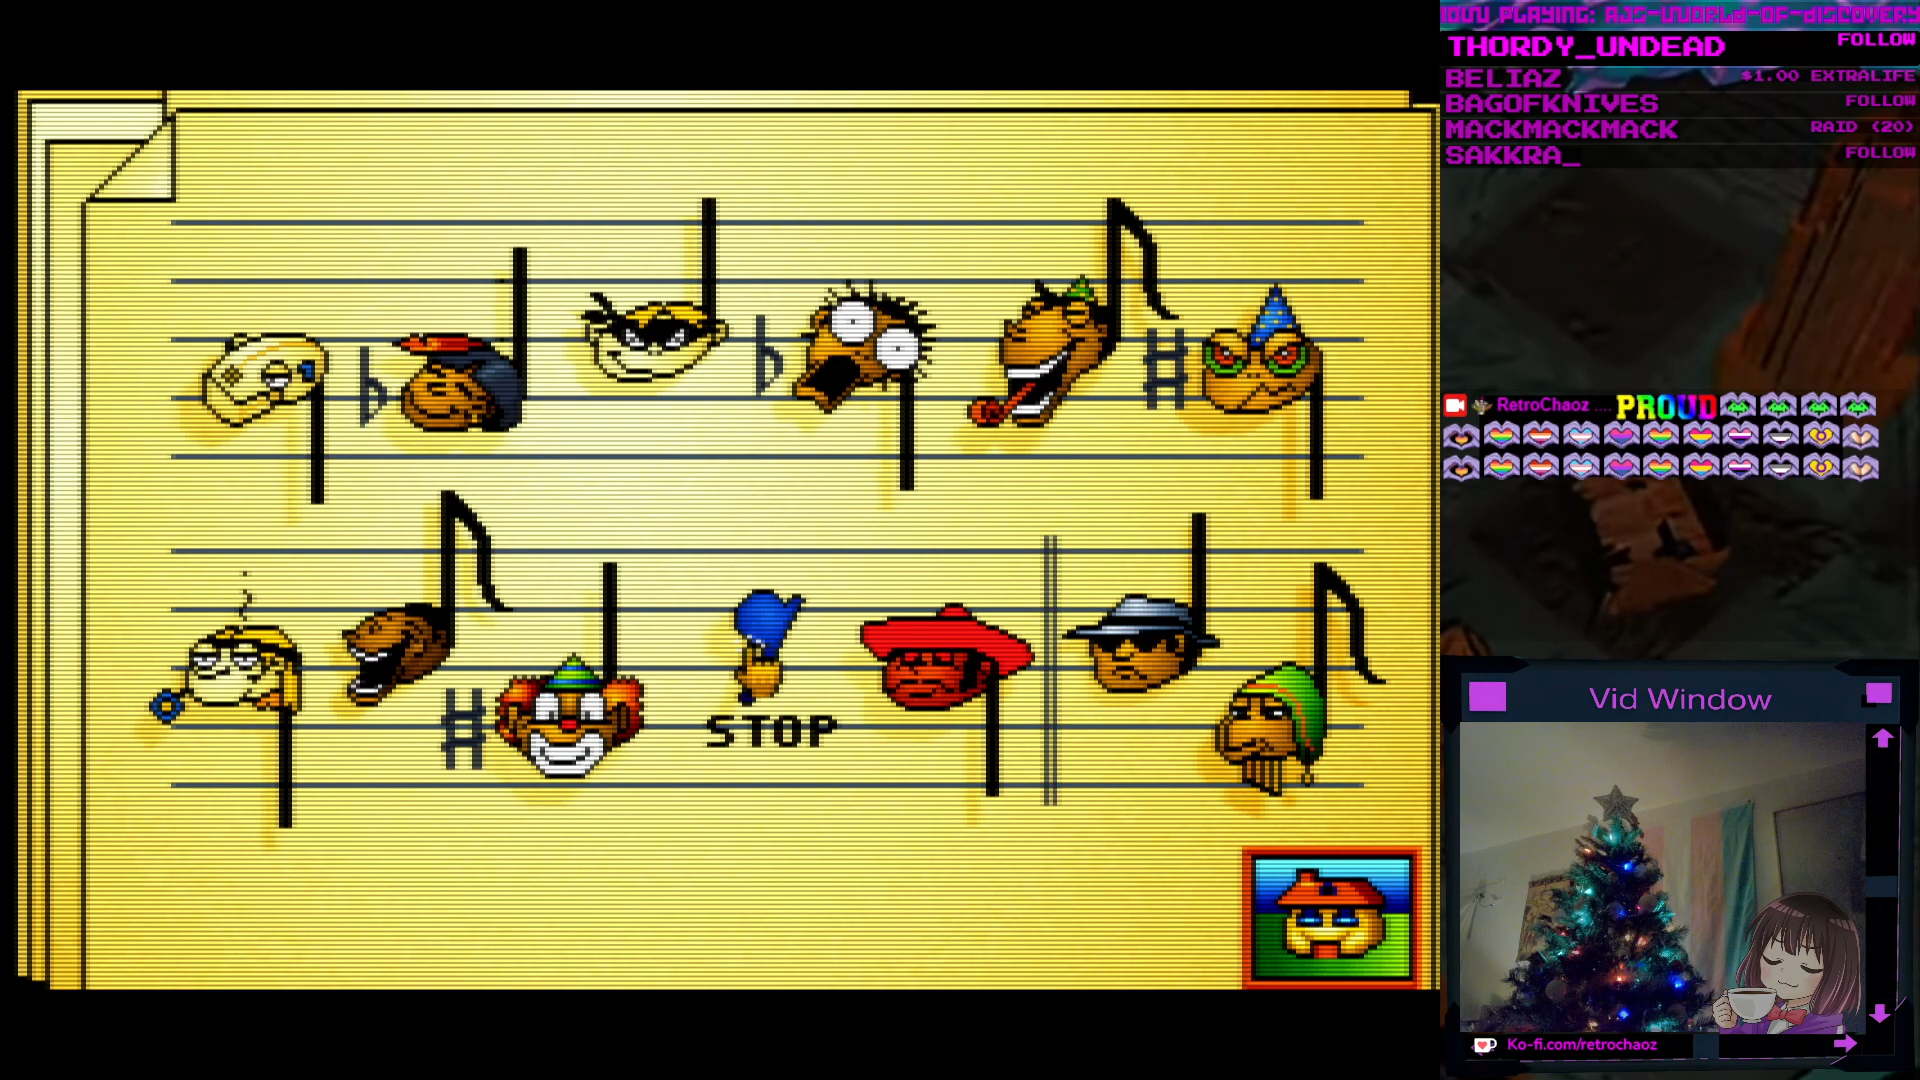 NOW PLAYING: AJS-WORLD-OF-DISCOVERY
THORDY_UNDEAD FOLLOW
BELIAZ $1.00 EXTRALIFE
BAGOFKNIVES FOLLOW
MACKMACKMACK RAID (20)
SAKKRA_ FOLLOW
RetroChaoz .... PROUD
STOP
Vid Window
Ko-fi.com/retrochaoz